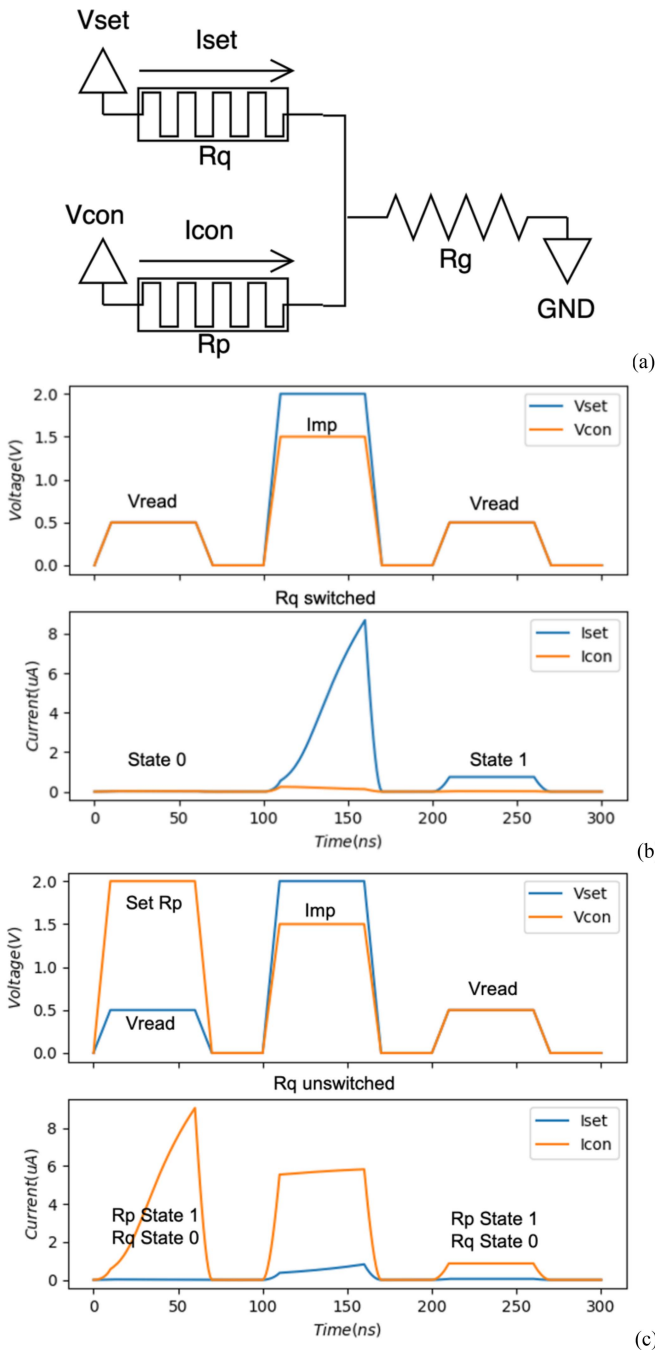 Vset
Iset
Rq
Vcon
Icon
Rp
Rg
GND
(a)
Voltage(V)
2.0
1.5
1.0
0.5
0.0
Vread
Imp
Vread
Vset
Vcon
Rq switched
Current(uA)
8
6
4
2
0
State 0
State 1
Iset
Icon
0 50 100 150 200 250 300
Time(ns)
(b)
Voltage(V)
2.0
1.5
1.0
0.5
0.0
Set Rp
Vread
Imp
Vread
Vset
Vcon
Rq unswitched
Current(uA)
8
6
4
2
0
Rp State 1
Rq State 0
Rp State 1
Rq State 0
Iset
Icon
0 50 100 150 200 250 300
Time(ns)
(c)